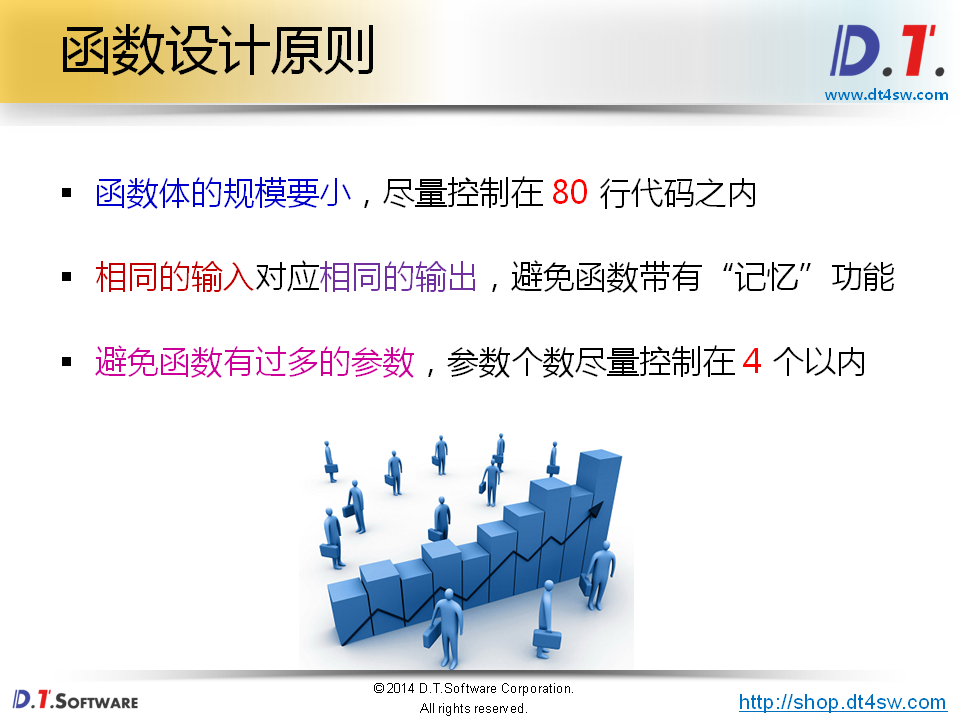 函数设计原则
D.T.
www.dt4sw.com
▪ 函数体的规模要小，尽量控制在 80 行代码之内
▪ 相同的输入对应相同的输出，避免函数带有“记忆”功能
▪ 避免函数有过多的参数，参数个数尽量控制在 4 个以内
D.T.SOFTWARE
©2014 D.T.Software Corporation.
All rights reserved.
http://shop.dt4sw.com